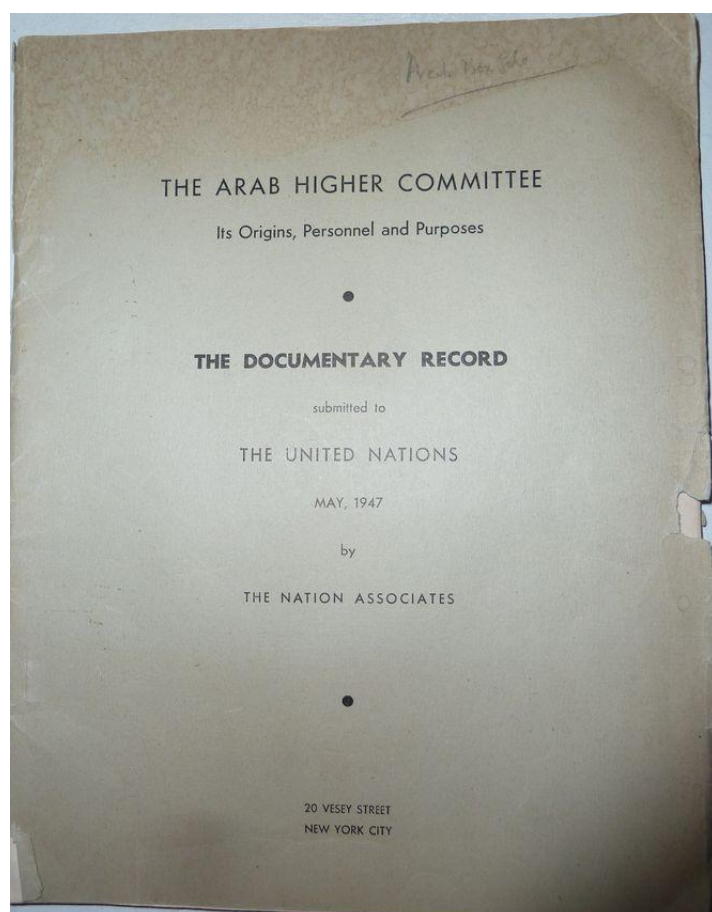 THE ARAB HIGHER COMMITTEE
Its Origins, Personnel and Purposes
THE DOCUMENTARY RECORD
submitted to
THE UNITED NATIONS
MAY, 1947
by
THE NATION ASSOCIATES
20 VESEY STREET
NEW YORK CITY